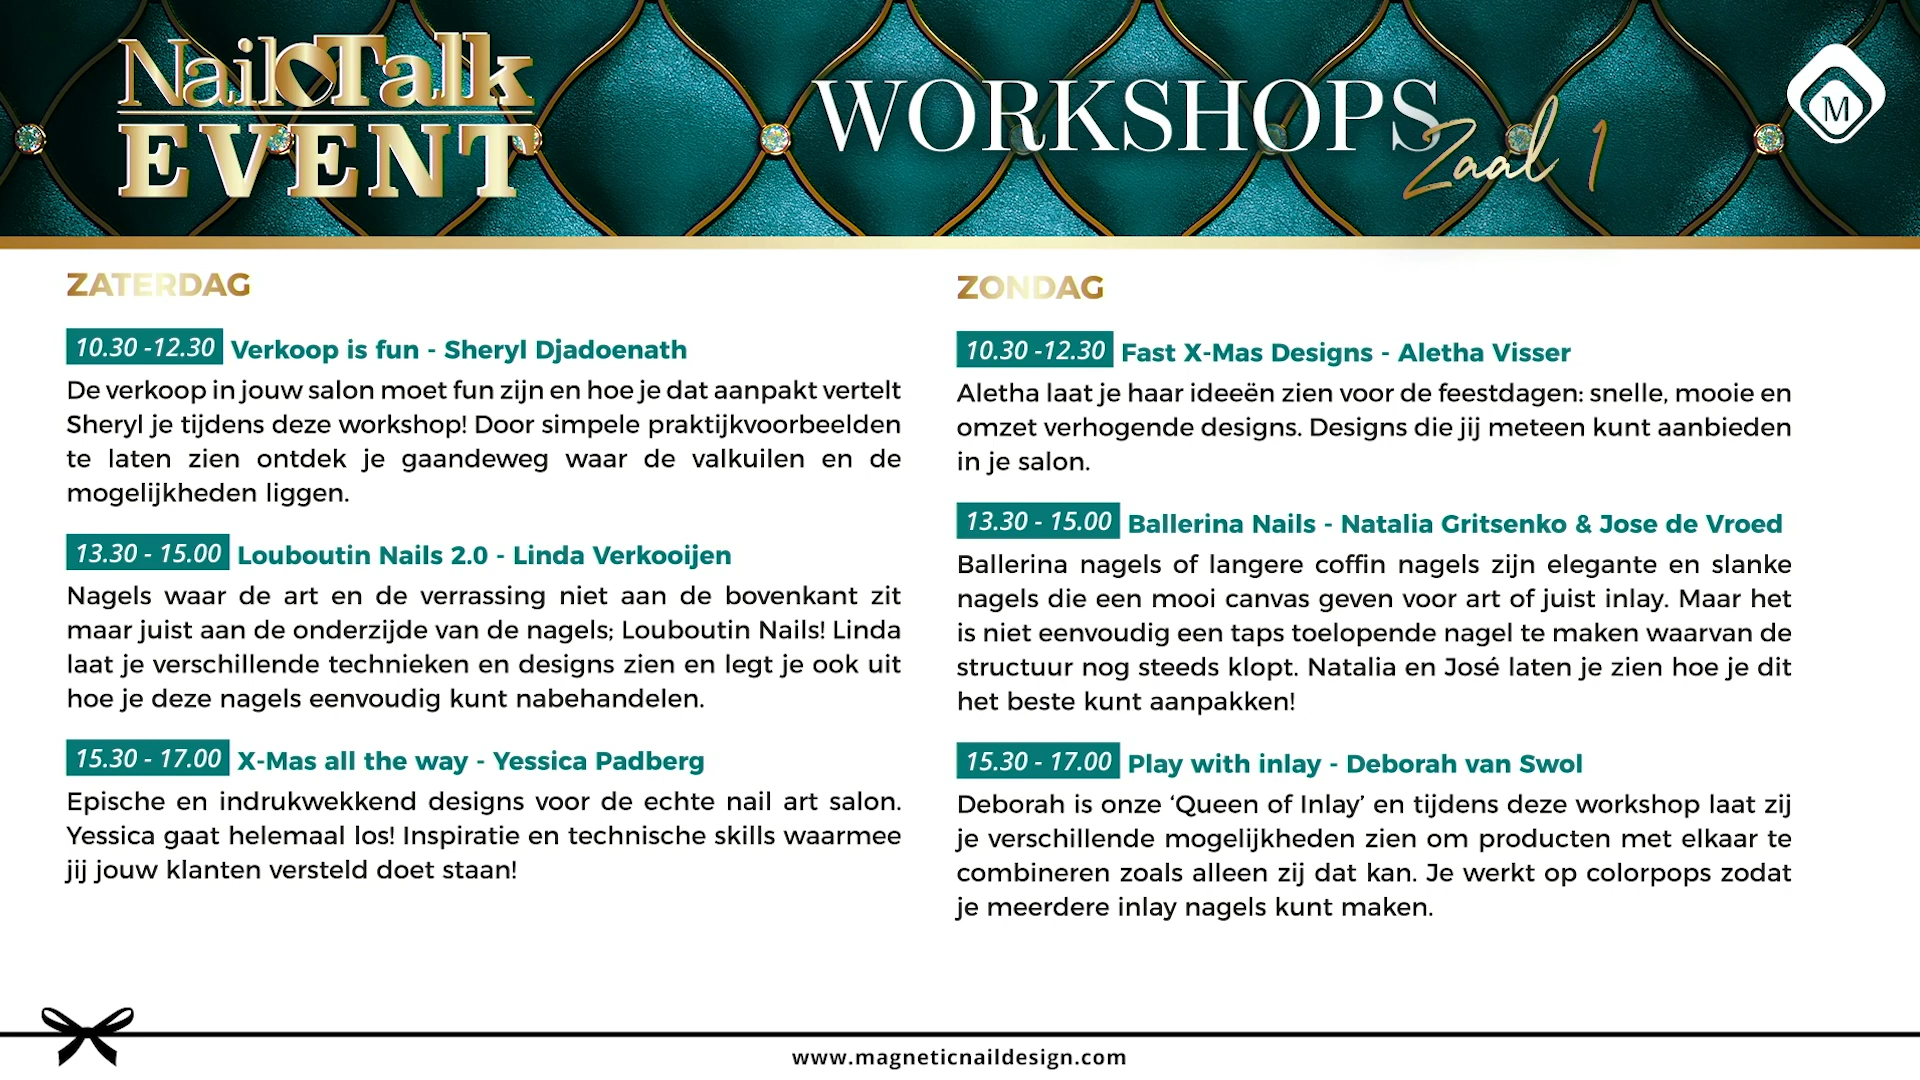 NailTalk
EVENT
WORKSHOPS
Zaal 1
M
ZATERDAG
10.30 -12.30 Verkoop is fun - Sheryl Djadoenath
De verkoop in jouw salon moet fun zijn en hoe je dat aanpakt vertelt
Sheryl je tijdens deze workshop! Door simpele praktijkvoorbeelden
te laten zien ontdek je gaandeweg waar de valkuilen en de
mogelijkheden liggen.
13.30 - 15.00 Louboutin Nails 2.0 - Linda Verkooijen
Nagels waar de art en de verrassing niet aan de bovenkant zit
maar juist aan de onderzijde van de nagels; Louboutin Nails! Linda
laat je verschillende technieken en designs zien en legt je ook uit
hoe je deze nagels eenvoudig kunt nabehandelen.
15.30 - 17.00 X-Mas all the way - Yessica Padberg
Epische en indrukwekkend designs voor de echte nail art salon.
Yessica gaat helemaal los! Inspiratie en technische skills waarmee
jij jouw klanten versteld doet staan!
ZONDAG
10.30 -12.30 Fast X-Mas Designs - Aletha Visser
Aletha laat je haar ideeën zien voor de feestdagen: snelle, mooie en
omzet verhogende designs. Designs die jij meteen kunt aanbieden
in je salon.
13.30 - 15.00 Ballerina Nails - Natalia Gritsenko & Jose de Vroed
Ballerina nagels of langere coffin nagels zijn elegante en slanke
nagels die een mooi canvas geven voor art of juist inlay. Maar het
is niet eenvoudig een taps toelopende nagel te maken waarvan de
structuur nog steeds klopt. Natalia en José laten je zien hoe je dit
het beste kunt aanpakken!
15.30 - 17.00 Play with inlay - Deborah van Swol
Deborah is onze ‘Queen of Inlay’ en tijdens deze workshop laat zij
je verschillende mogelijkheden zien om producten met elkaar te
combineren zoals alleen zij dat kan. Je werkt op colorpops zodat
je meerdere inlay nagels kunt maken.
www.magneticnaildesign.com